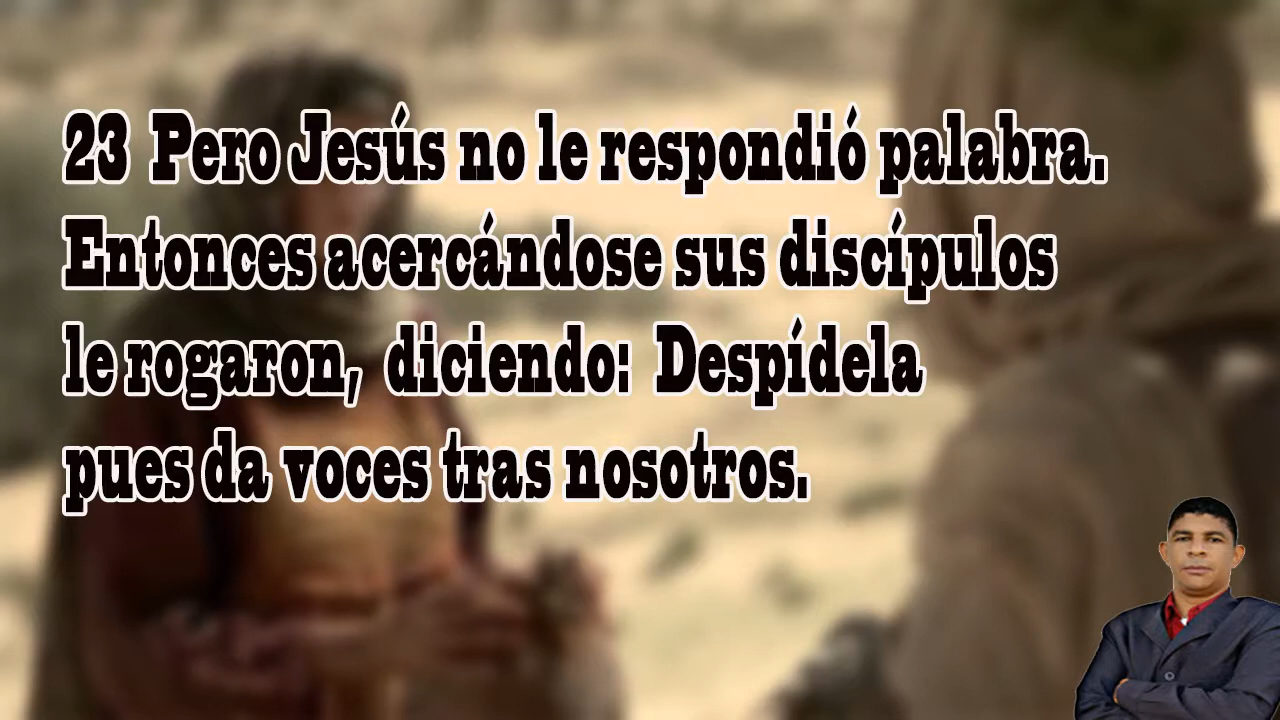 23 Pero Jesús no le respondió palabra.
Entonces acercándose sus discípulos
le rogaron, diciendo: Despídela
pues da voces tras nosotros.